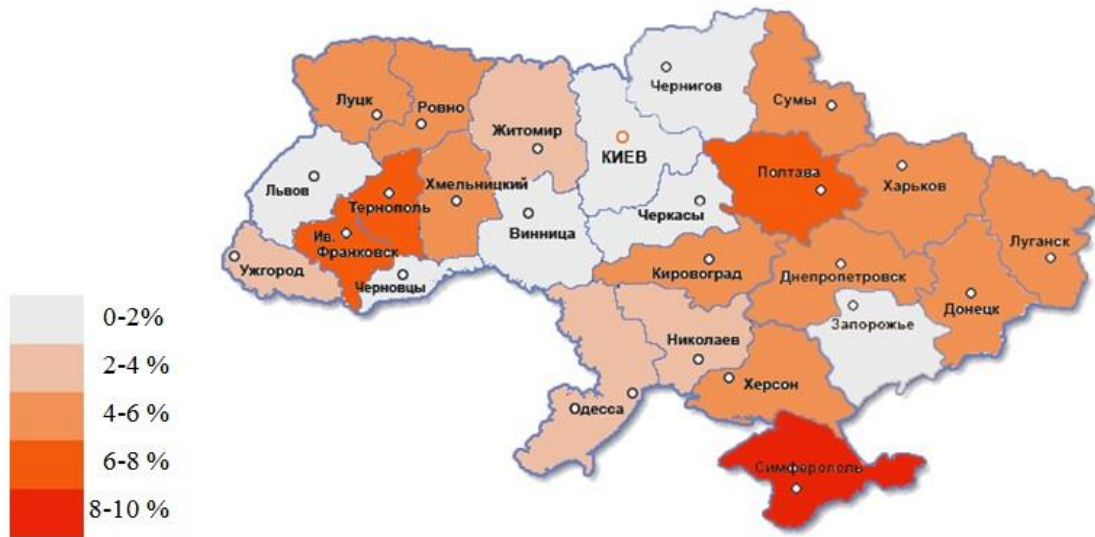 Чернигов
Сумы
Луцк
Ровно
Житомир
КИЕВ
Полтава
Харьков
Львов
Тернополь
Хмельницкий
Черкасы
Винница
Ив.
Франковск
Луганск
Ужгород
Черновцы
Кировоград
Днепропетровск
Донецк
Запорожье
Николаев
Херсон
Одесса
Симферополь
0-2%
2-4 %
4-6 %
6-8 %
8-10 %